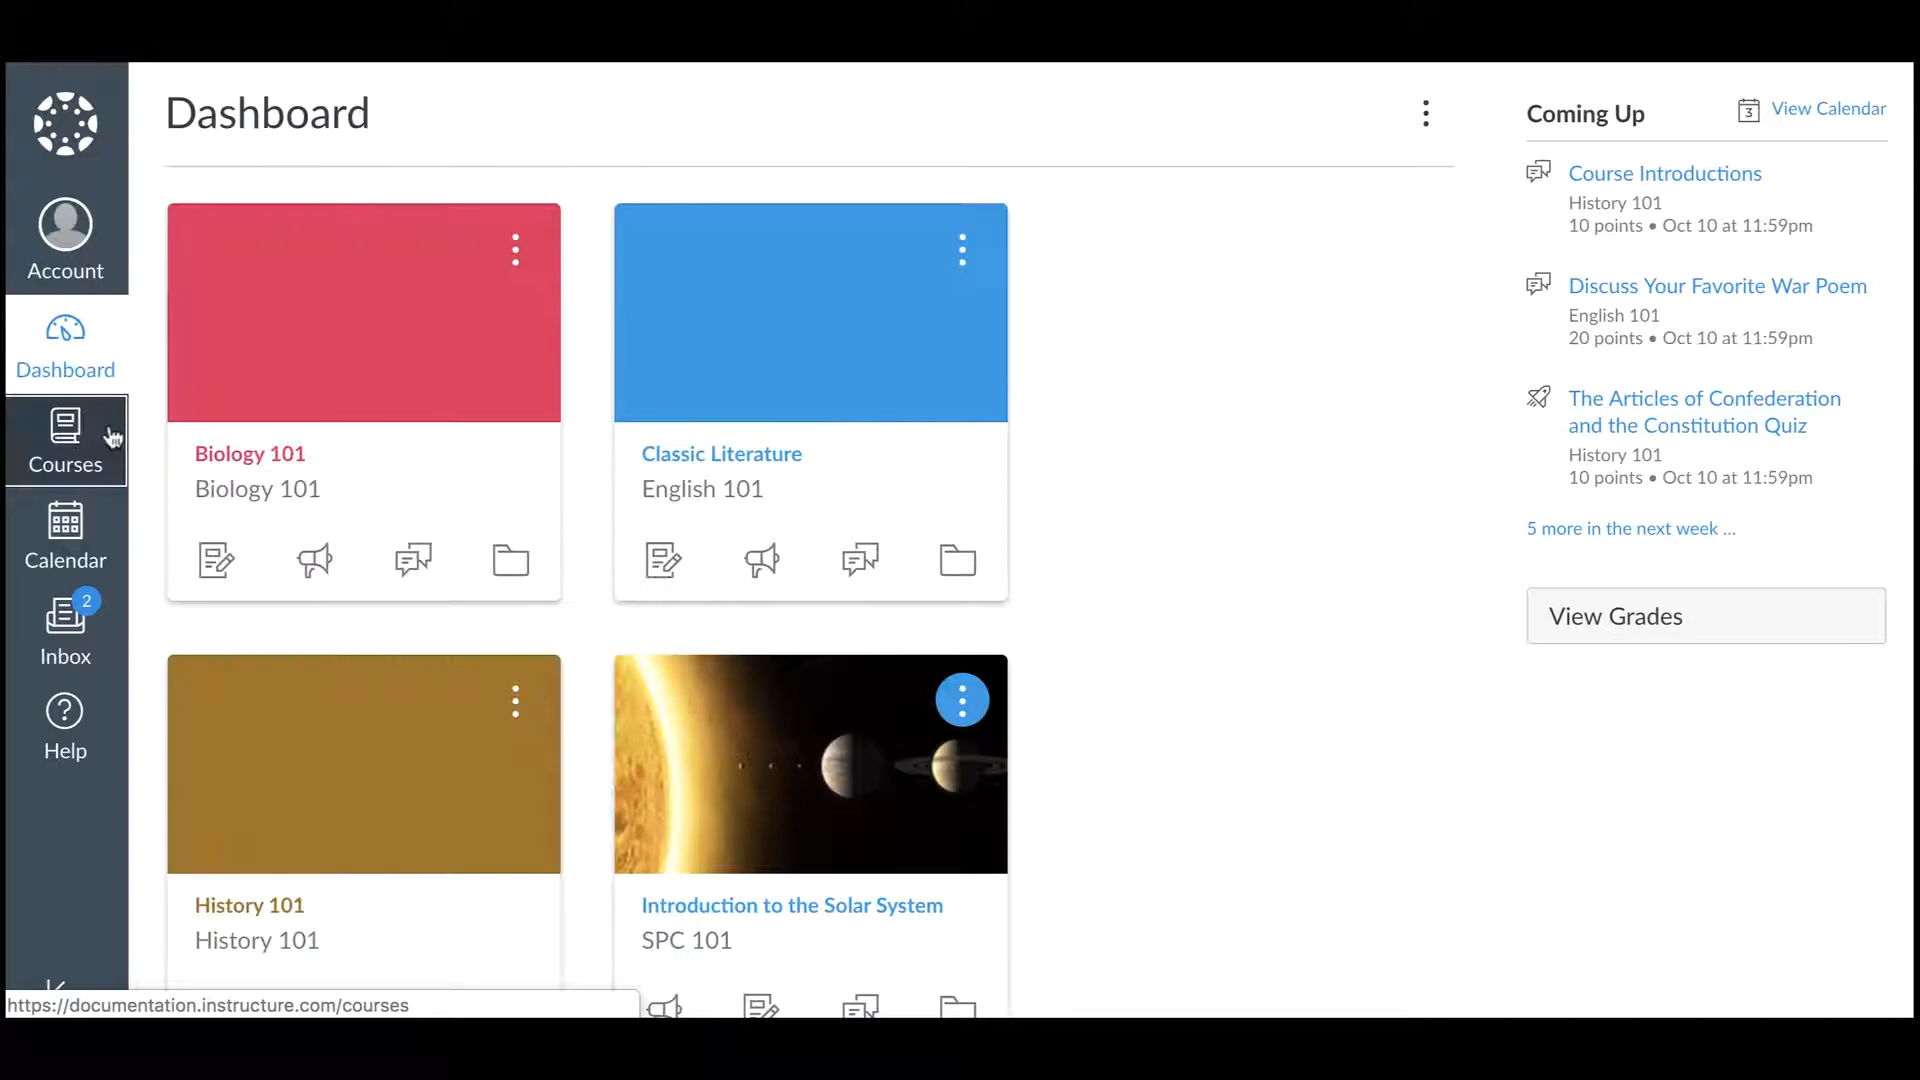 Dashboard
Account
Dashboard
Courses
Calendar
2
Inbox
Help
Biology 101
Biology 101
Classic Literature
English 101
History 101
History 101
Introduction to the Solar System
SPC 101
Coming Up
3
View Calendar
Course Introductions
History 101
10 points • Oct 10 at 11:59pm
Discuss Your Favorite War Poem
English 101
20 points • Oct 10 at 11:59pm
The Articles of Confederation
and the Constitution Quiz
History 101
10 points • Oct 10 at 11:59pm
5 more in the next week ...
View Grades
https://documentation.instructure.com/courses